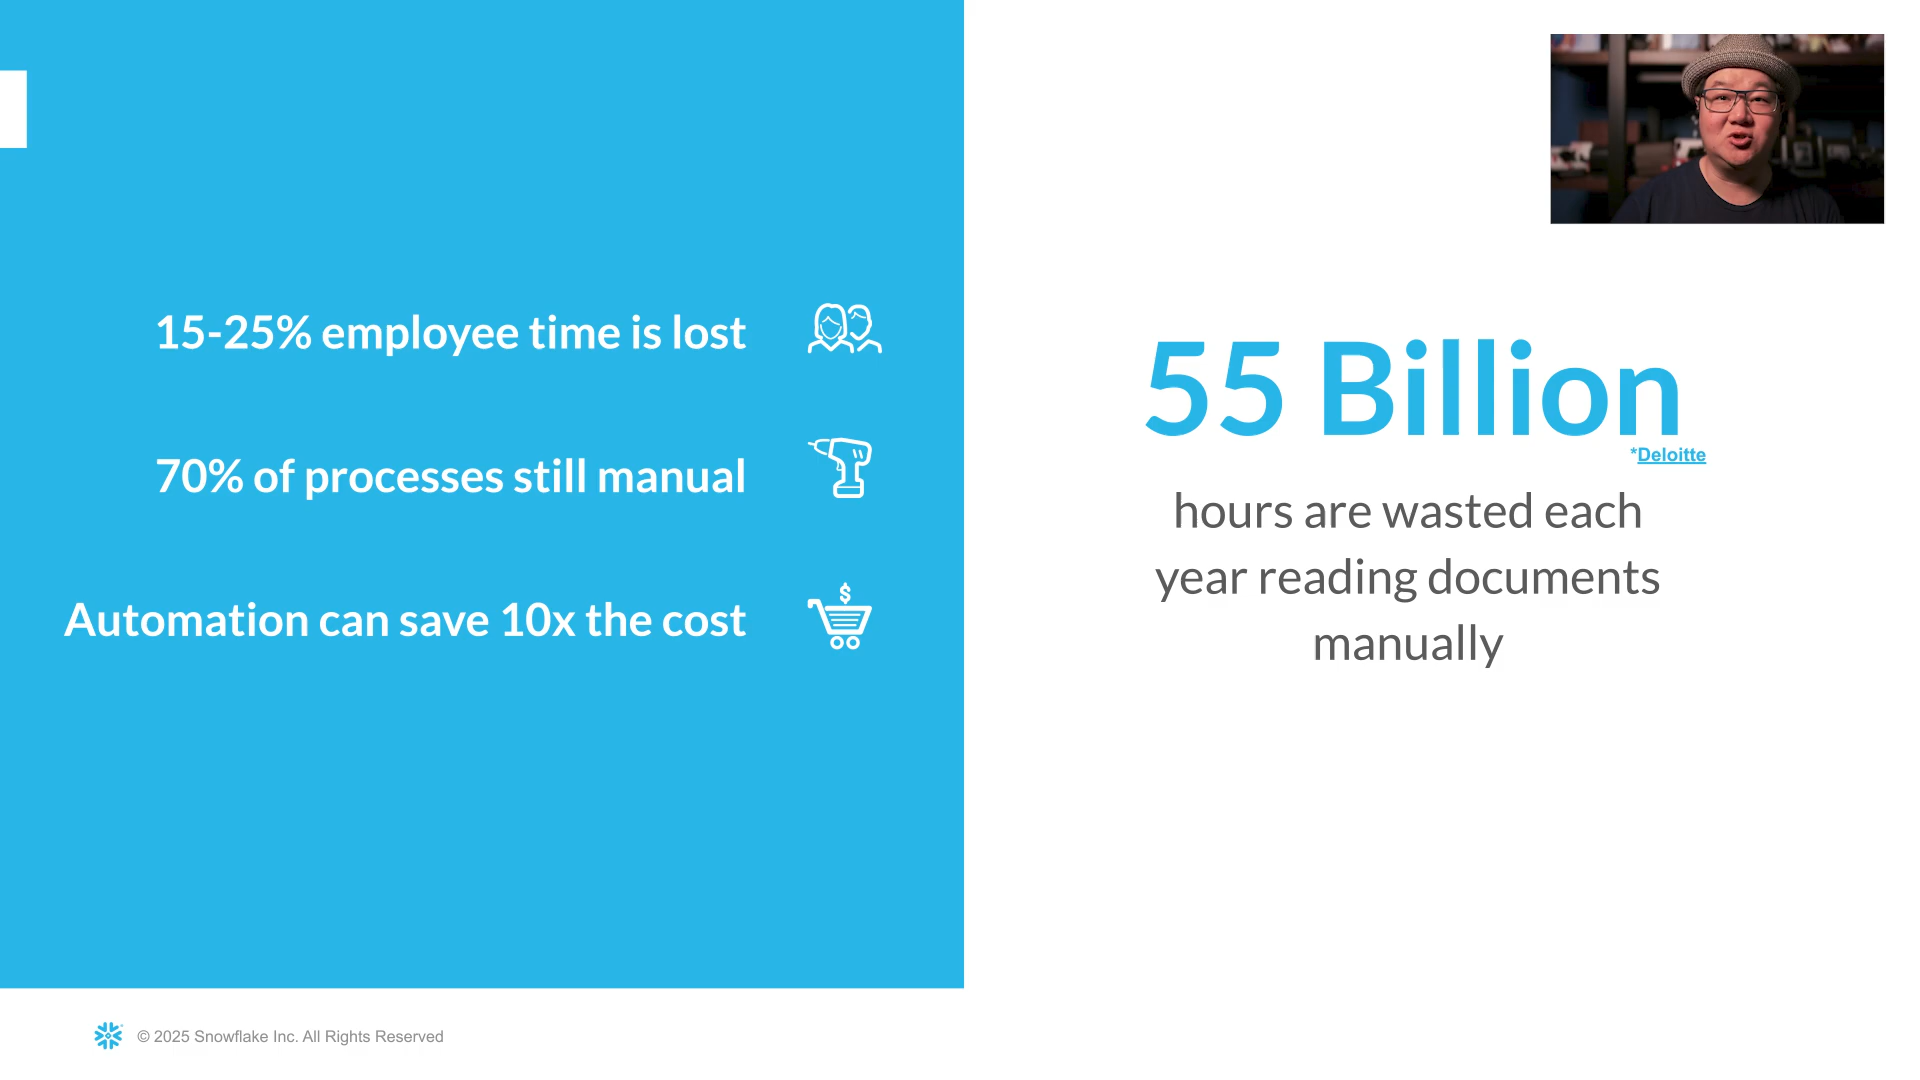 15-25% employee time is lost
70% of processes still manual
Automation can save 10x the cost
$
55 Billion
*Deloitte
hours are wasted each
year reading documents
manually
© 2025 Snowflake Inc. All Rights Reserved